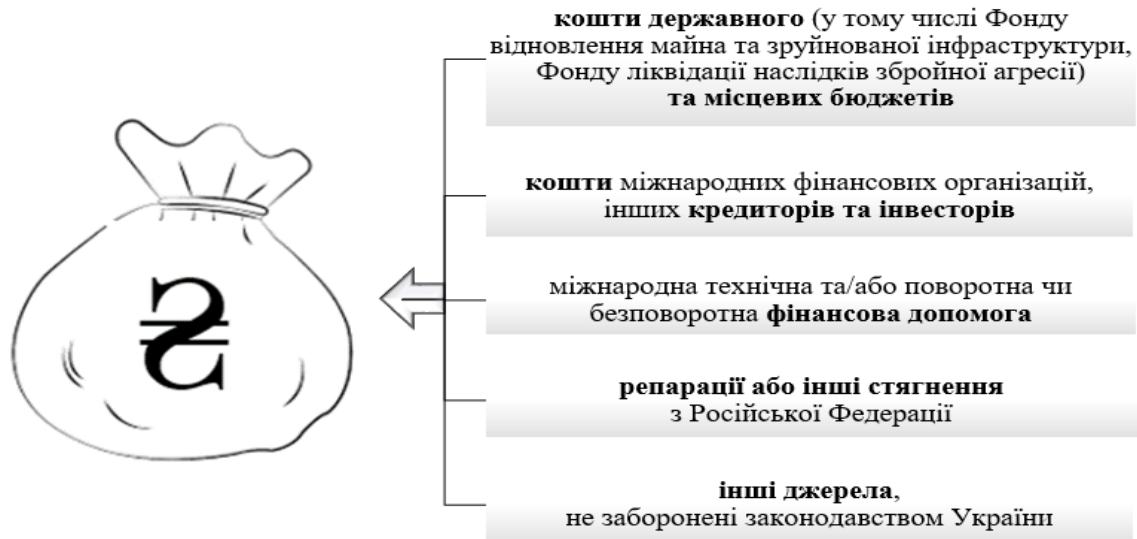 кошти державного (у тому числі Фонду
відновлення майна та зруйнованої інфраструктури,
Фонду ліквідації наслідків збройної агресії)
та місцевих бюджетів
кошти міжнародних фінансових організацій,
інших кредиторів та інвесторів
міжнародна технічна та/або поворотна чи
безповоротна фінансова допомога
репарації або інші стягнення
з Російської Федерації
інші джерела,
не заборонені законодавством України
₴